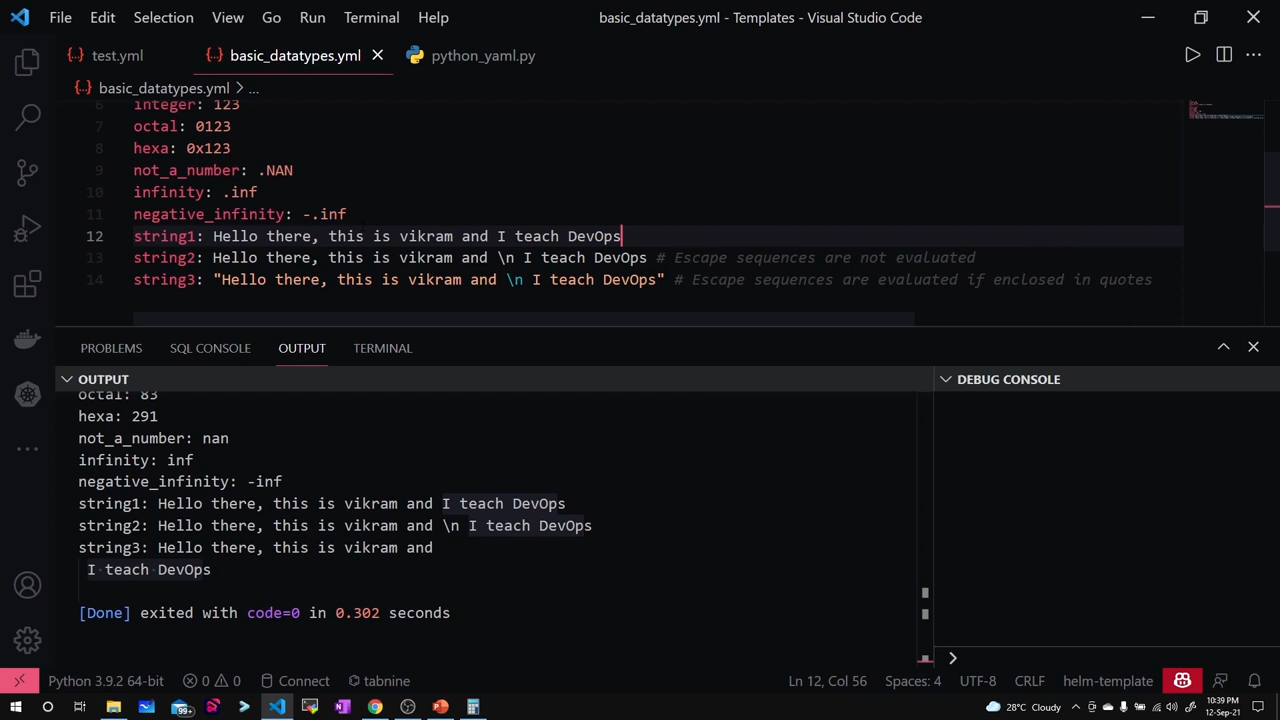 File Edit Selection View Go Run Terminal Help basic_datatypes.yml - Templates - Visual Studio Code
test.yml basic_datatypes.yml python_yaml.py
basic_datatypes.yml > ...
6 integer: 123
7 octal: 0123
8 hexa: 0x123
9 not_a_number: .NAN
10 infinity: .inf
11 negative_infinity: -.inf
12 string1: Hello there, this is vikram and I teach DevOps
13 string2: Hello there, this is vikram and \n I teach DevOps # Escape sequences are not evaluated
14 string3: "Hello there, this is vikram and \n I teach DevOps" # Escape sequences are evaluated if enclosed in quotes
PROBLEMS SQL CONSOLE OUTPUT TERMINAL
OUTPUT DEBUG CONSOLE
octal: 83
hexa: 291
not_a_number: nan
infinity: inf
negative_infinity: -inf
string1: Hello there, this is vikram and I teach DevOps
string2: Hello there, this is vikram and \n I teach DevOps
string3: Hello there, this is vikram and
I teach DevOps
[Done] exited with code=0 in 0.302 seconds
Python 3.9.2 64-bit 0 0 Connect tabnine Ln 12, Col 56 Spaces: 4 UTF-8 CRLF helm-template
99+ 28°C Cloudy 10:39 PM
12-Sep-21